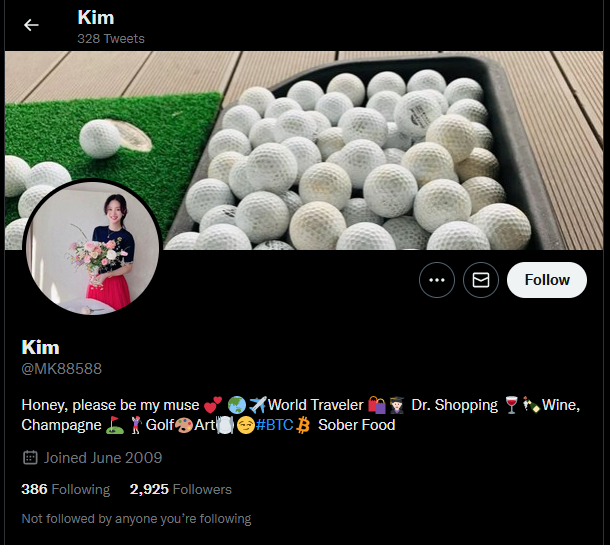 Kim
328 Tweets
Follow
Kim
@MK88588
Honey, please be my muse 💕 🌏✈️World Traveler 🛍️👩‍🎓 Dr. Shopping 🍷🍾Wine,
Champagne ⛳🏌️‍♀️Golf🎨Art🍽️😏#BTC₿ Sober Food
Joined June 2009
386 Following 2,925 Followers
Not followed by anyone you're following